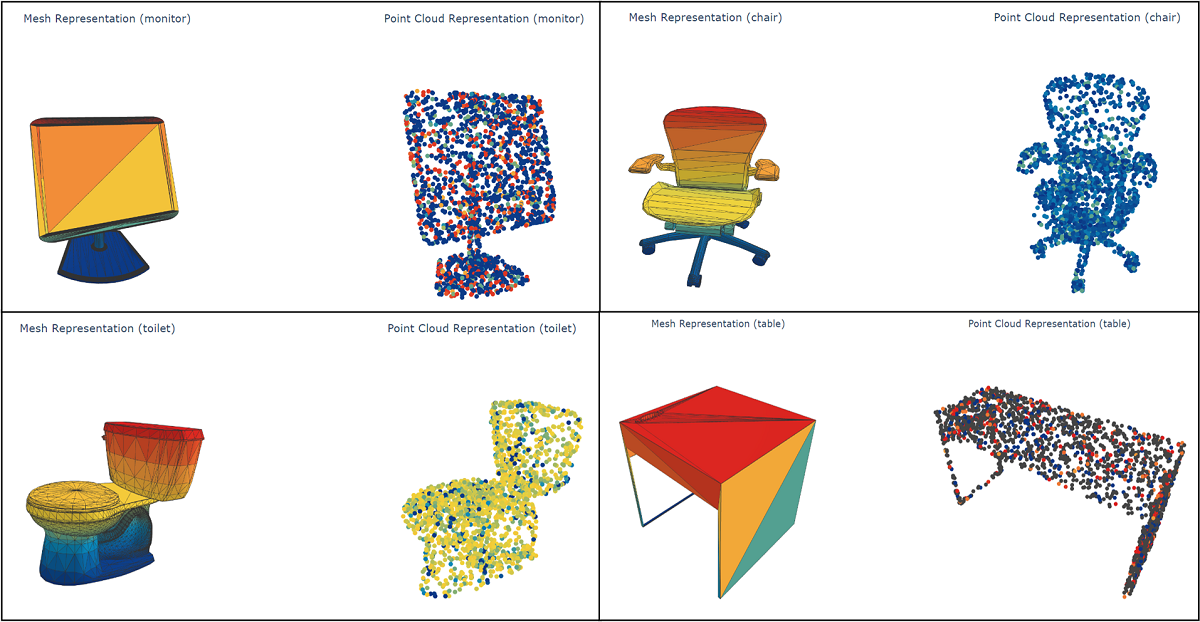 Mesh Representation (monitor)
Point Cloud Representation (monitor)
Mesh Representation (chair)
Point Cloud Representation (chair)
Mesh Representation (toilet)
Point Cloud Representation (toilet)
Mesh Representation (table)
Point Cloud Representation (table)